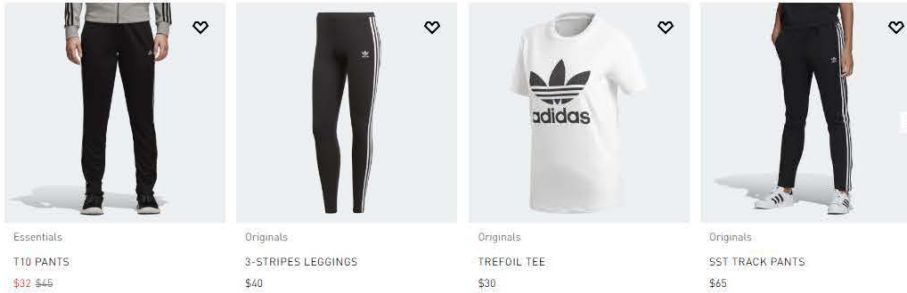 adidas
Essentials
T10 PANTS
$32 $45
Originals
3-STRIPES LEGGINGS
$40
Originals
TREFOIL TEE
$30
Originals
SST TRACK PANTS
$65